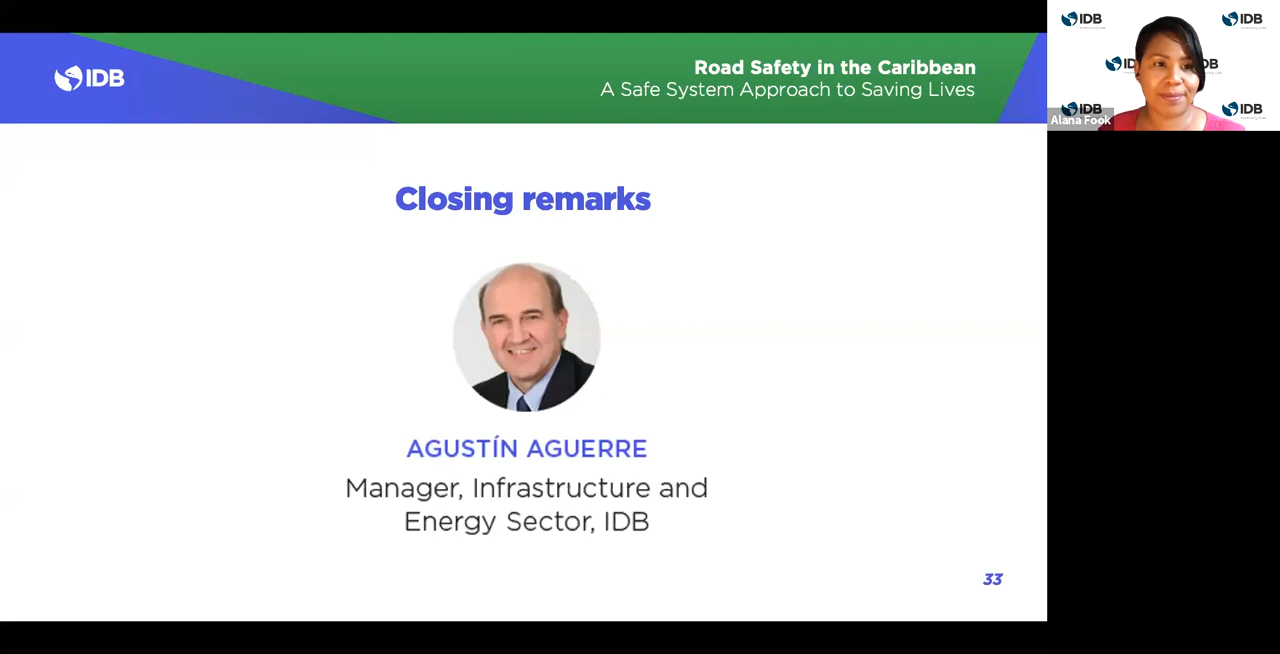 IDB
Road Safety in the Caribbean
A Safe System Approach to Saving Lives
Closing remarks
AGUSTÍN AGUERRE
Manager, Infrastructure and
Energy Sector, IDB
33
IDB
IDB
IDB
IDB
IDB
Alana Fook